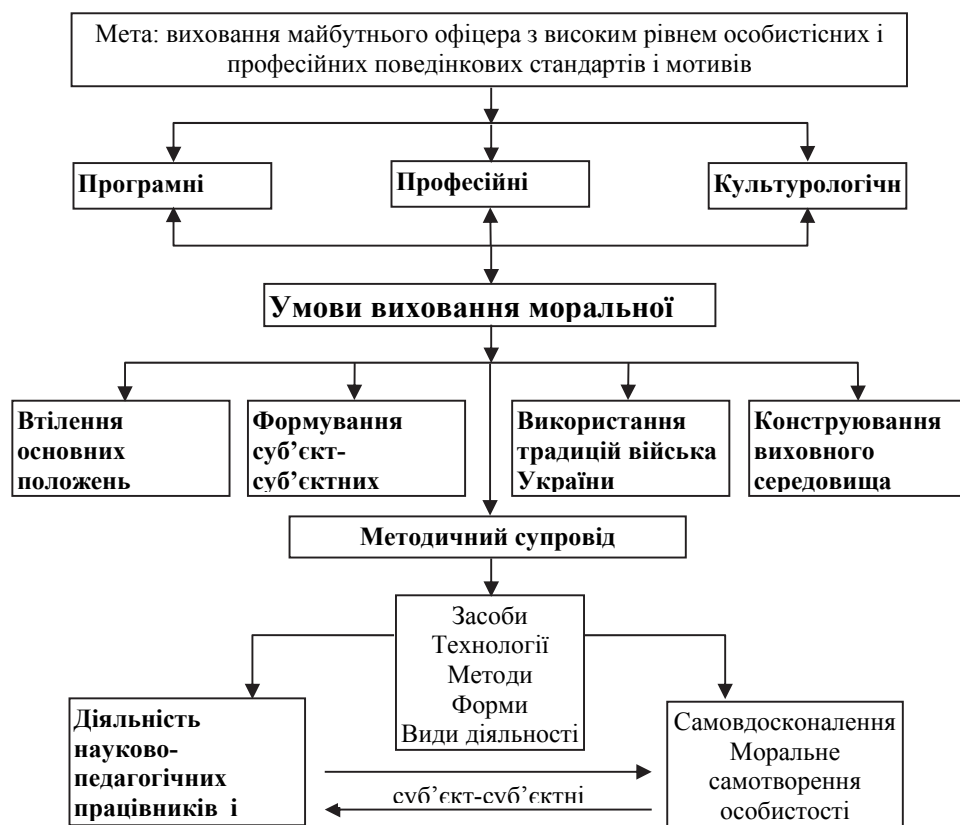 Мета: виховання майбутнього офіцера з високим рівнем особистісних і
професійних поведінкових стандартів і мотивів
Програмні
Професійні
Культурологічн
Умови виховання моральної
Втілення
основних
положень
Формування
суб’єкт-
суб’єктних
Використання
традицій війська
України
Конструювання
виховного
середовища
Методичний супровід
Засоби
Технології
Методи
Форми
Види діяльності
Діяльність
науково-
педагогічних
працівників і
суб’єкт-суб’єктні
Самовдосконалення
Моральне
самотворення
особистості